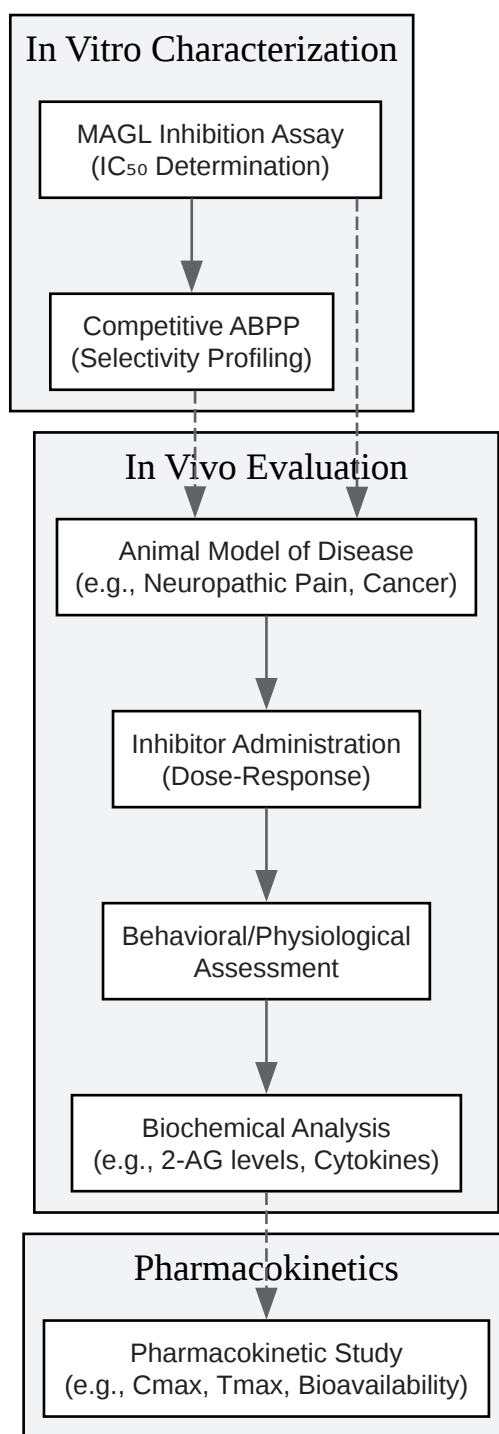 In Vitro Characterization
MAGL Inhibition Assay
(IC₅₀ Determination)
Competitive ABPP
(Selectivity Profiling)
In Vivo Evaluation
Animal Model of Disease
(e.g., Neuropathic Pain, Cancer)
Inhibitor Administration
(Dose-Response)
Behavioral/Physiological
Assessment
Biochemical Analysis
(e.g., 2-AG levels, Cytokines)
Pharmacokinetics
Pharmacokinetic Study
(e.g., Cmax, Tmax, Bioavailability)